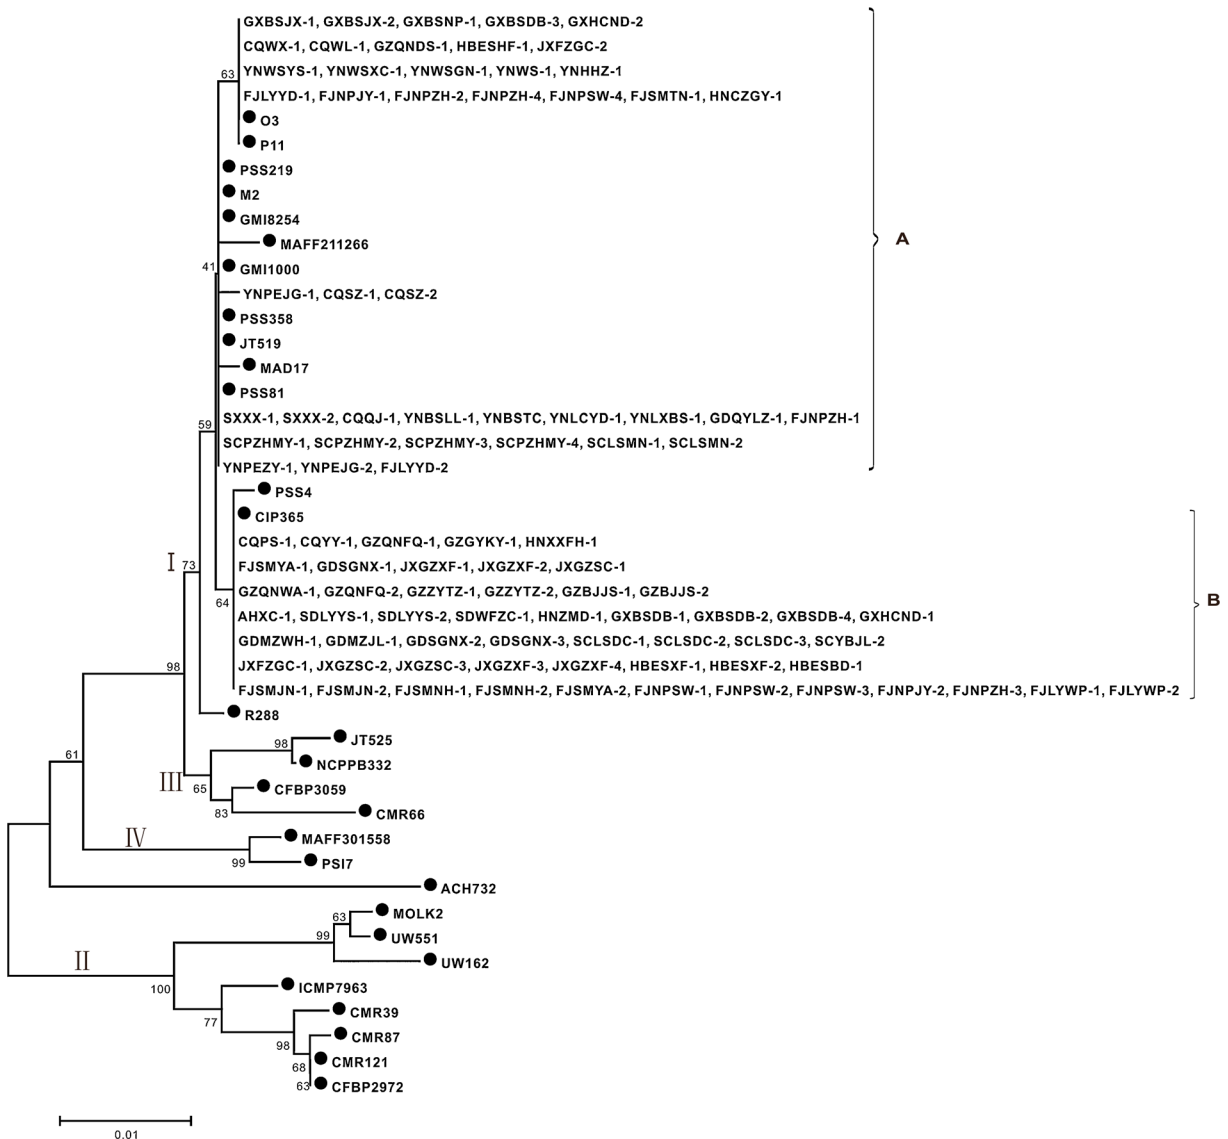 GXBSJX-1, GXBSJX-2, GXBSNP-1, GXBSDB-3, GXHCND-2
CQWX-1, CQWL-1, GZQNDS-1, HBESHF-1, JXFZGC-2
63
YNWSYS-1, YNWSXC-1, YNWSGN-1, YNWS-1, YNHHZ-1
FJLYYD-1, FJNPJY-1, FJNPZH-2, FJNPZH-4, FJNPSW-4, FJSMTN-1, HNCZGY-1
O3
P11
PSS219
M2
GMI8254
A
MAFF211266
41
GMI1000
YNPEJG-1, CQSZ-1, CQSZ-2
PSS358
JT519
MAD17
PSS81
SXXX-1, SXXX-2, CQQJ-1, YNBSLL-1, YNBSTC, YNLCYD-1, YNLXBS-1, GDQYLZ-1, FJNPZH-1
59
SCPZHMY-1, SCPZHMY-2, SCPZHMY-3, SCPZHMY-4, SCLSMN-1, SCLSMN-2
YNPEZY-1, YNPEJG-2, FJLYYD-2
PSS4
CIP365
CQPS-1, CQYY-1, GZQNFQ-1, GZGYKY-1, HNXXFH-1
I
73
FJSMYA-1, GDSGNX-1, JXGZXF-1, JXGZXF-2, JXGZSC-1
GZQNWA-1, GZQNFQ-2, GZZYTZ-1, GZZYTZ-2, GZBJJS-1, GZBJJS-2
64
B
AHXC-1, SDLYYS-1, SDLYYS-2, SDWFZC-1, HNZMD-1, GXBSDB-1, GXBSDB-2, GXBSDB-4, GXHCND-1
GDMZWH-1, GDMZJL-1, GDSGNX-2, GDSGNX-3, SCLSDC-1, SCLSDC-2, SCLSDC-3, SCYBJL-2
98
JXFZGC-1, JXGZSC-2, JXGZSC-3, JXGZXF-3, JXGZXF-4, HBESXF-1, HBESXF-2, HBESBD-1
FJSMJN-1, FJSMJN-2, FJSMNH-1, FJSMNH-2, FJSMYA-2, FJNPSW-1, FJNPSW-2, FJNPSW-3, FJNPJY-2, FJNPZH-3, FJLYWP-1, FJLYWP-2
R288
JT525
98
61
NCPPB332
III
65
CFBP3059
83
CMR66
IV
MAFF301558
99
PSI7
ACH732
MOLK2
63
99
UW551
II
UW162
100
ICMP7963
CMR39
77
CMR87
98
CMR121
68
63
CFBP2972
0.01